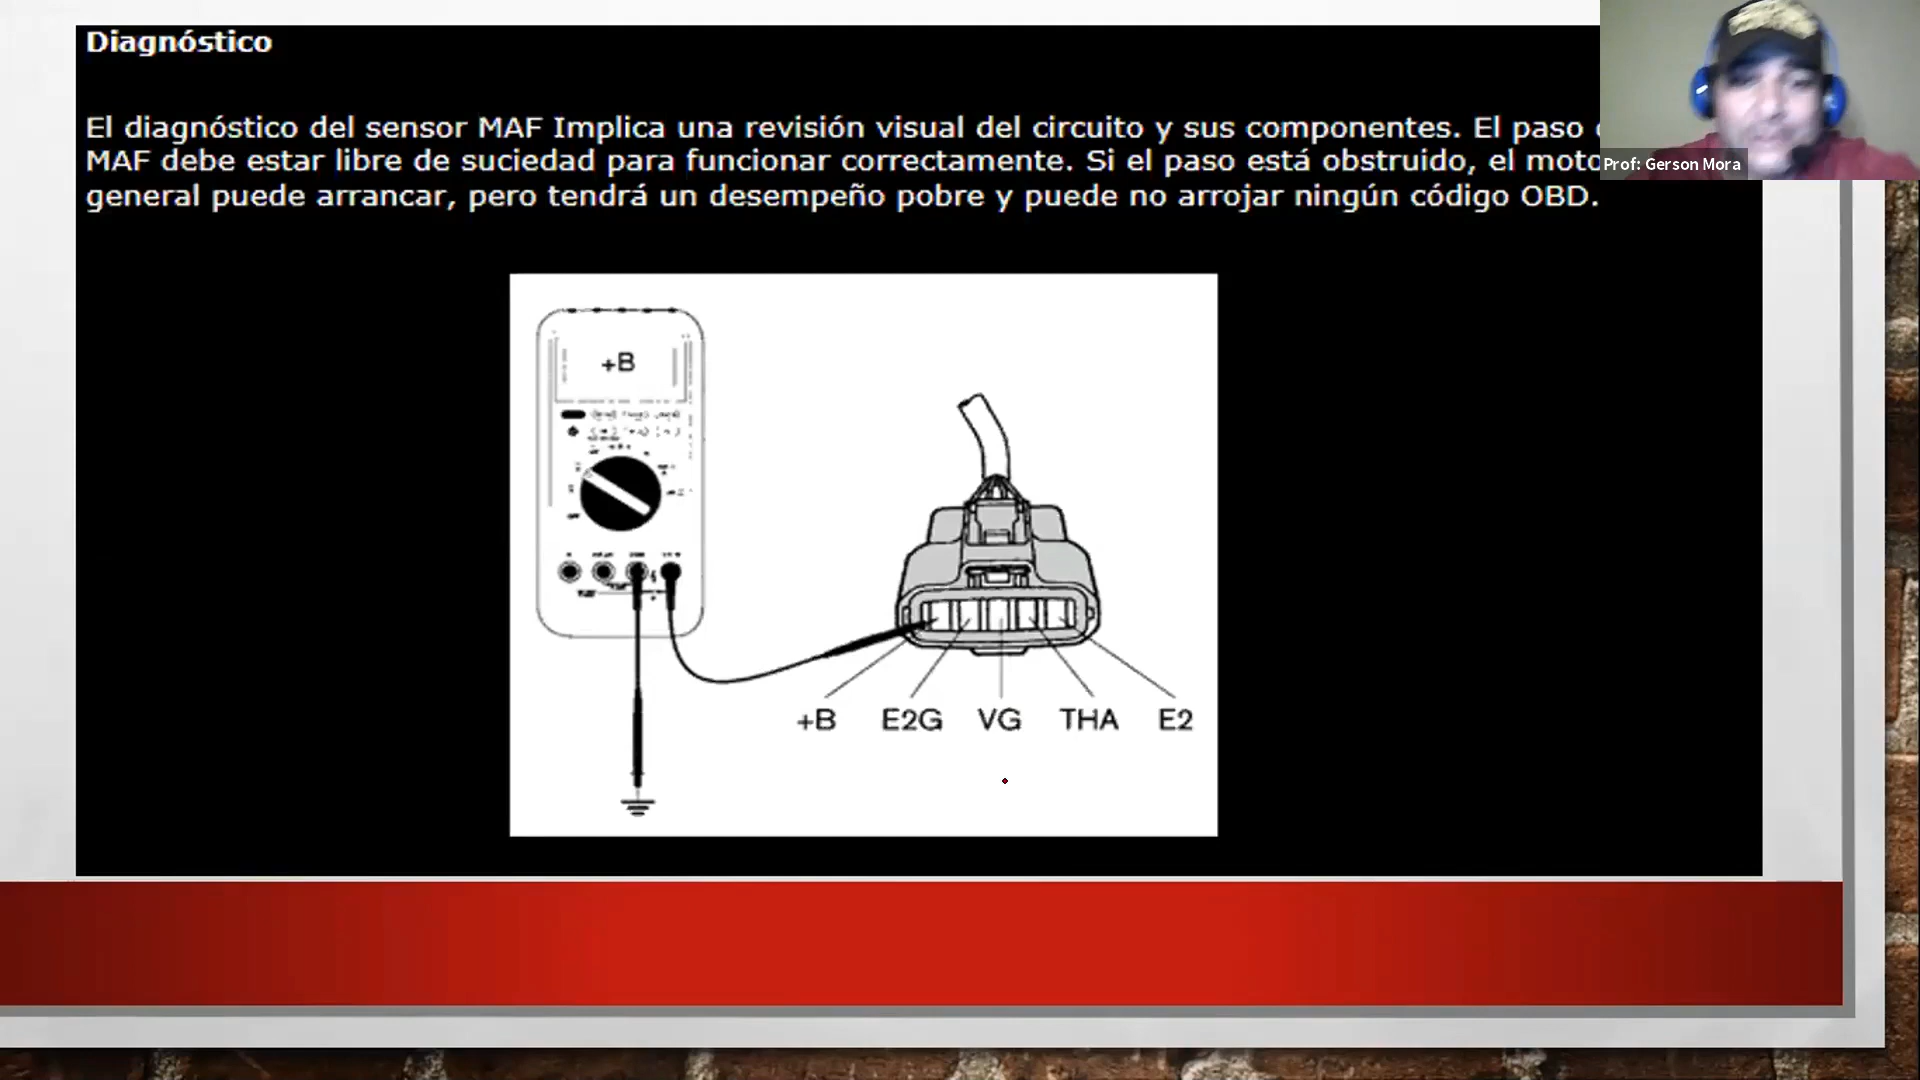 Diagnóstico
El diagnóstico del sensor MAF Implica una revisión visual del circuito y sus componentes. El paso
MAF debe estar libre de suciedad para funcionar correctamente. Si el paso está obstruido, el moto
general puede arrancar, pero tendrá un desempeño pobre y puede no arrojar ningún código OBD.
Prof: Gerson Mora
+B
+B E2G VG THA E2